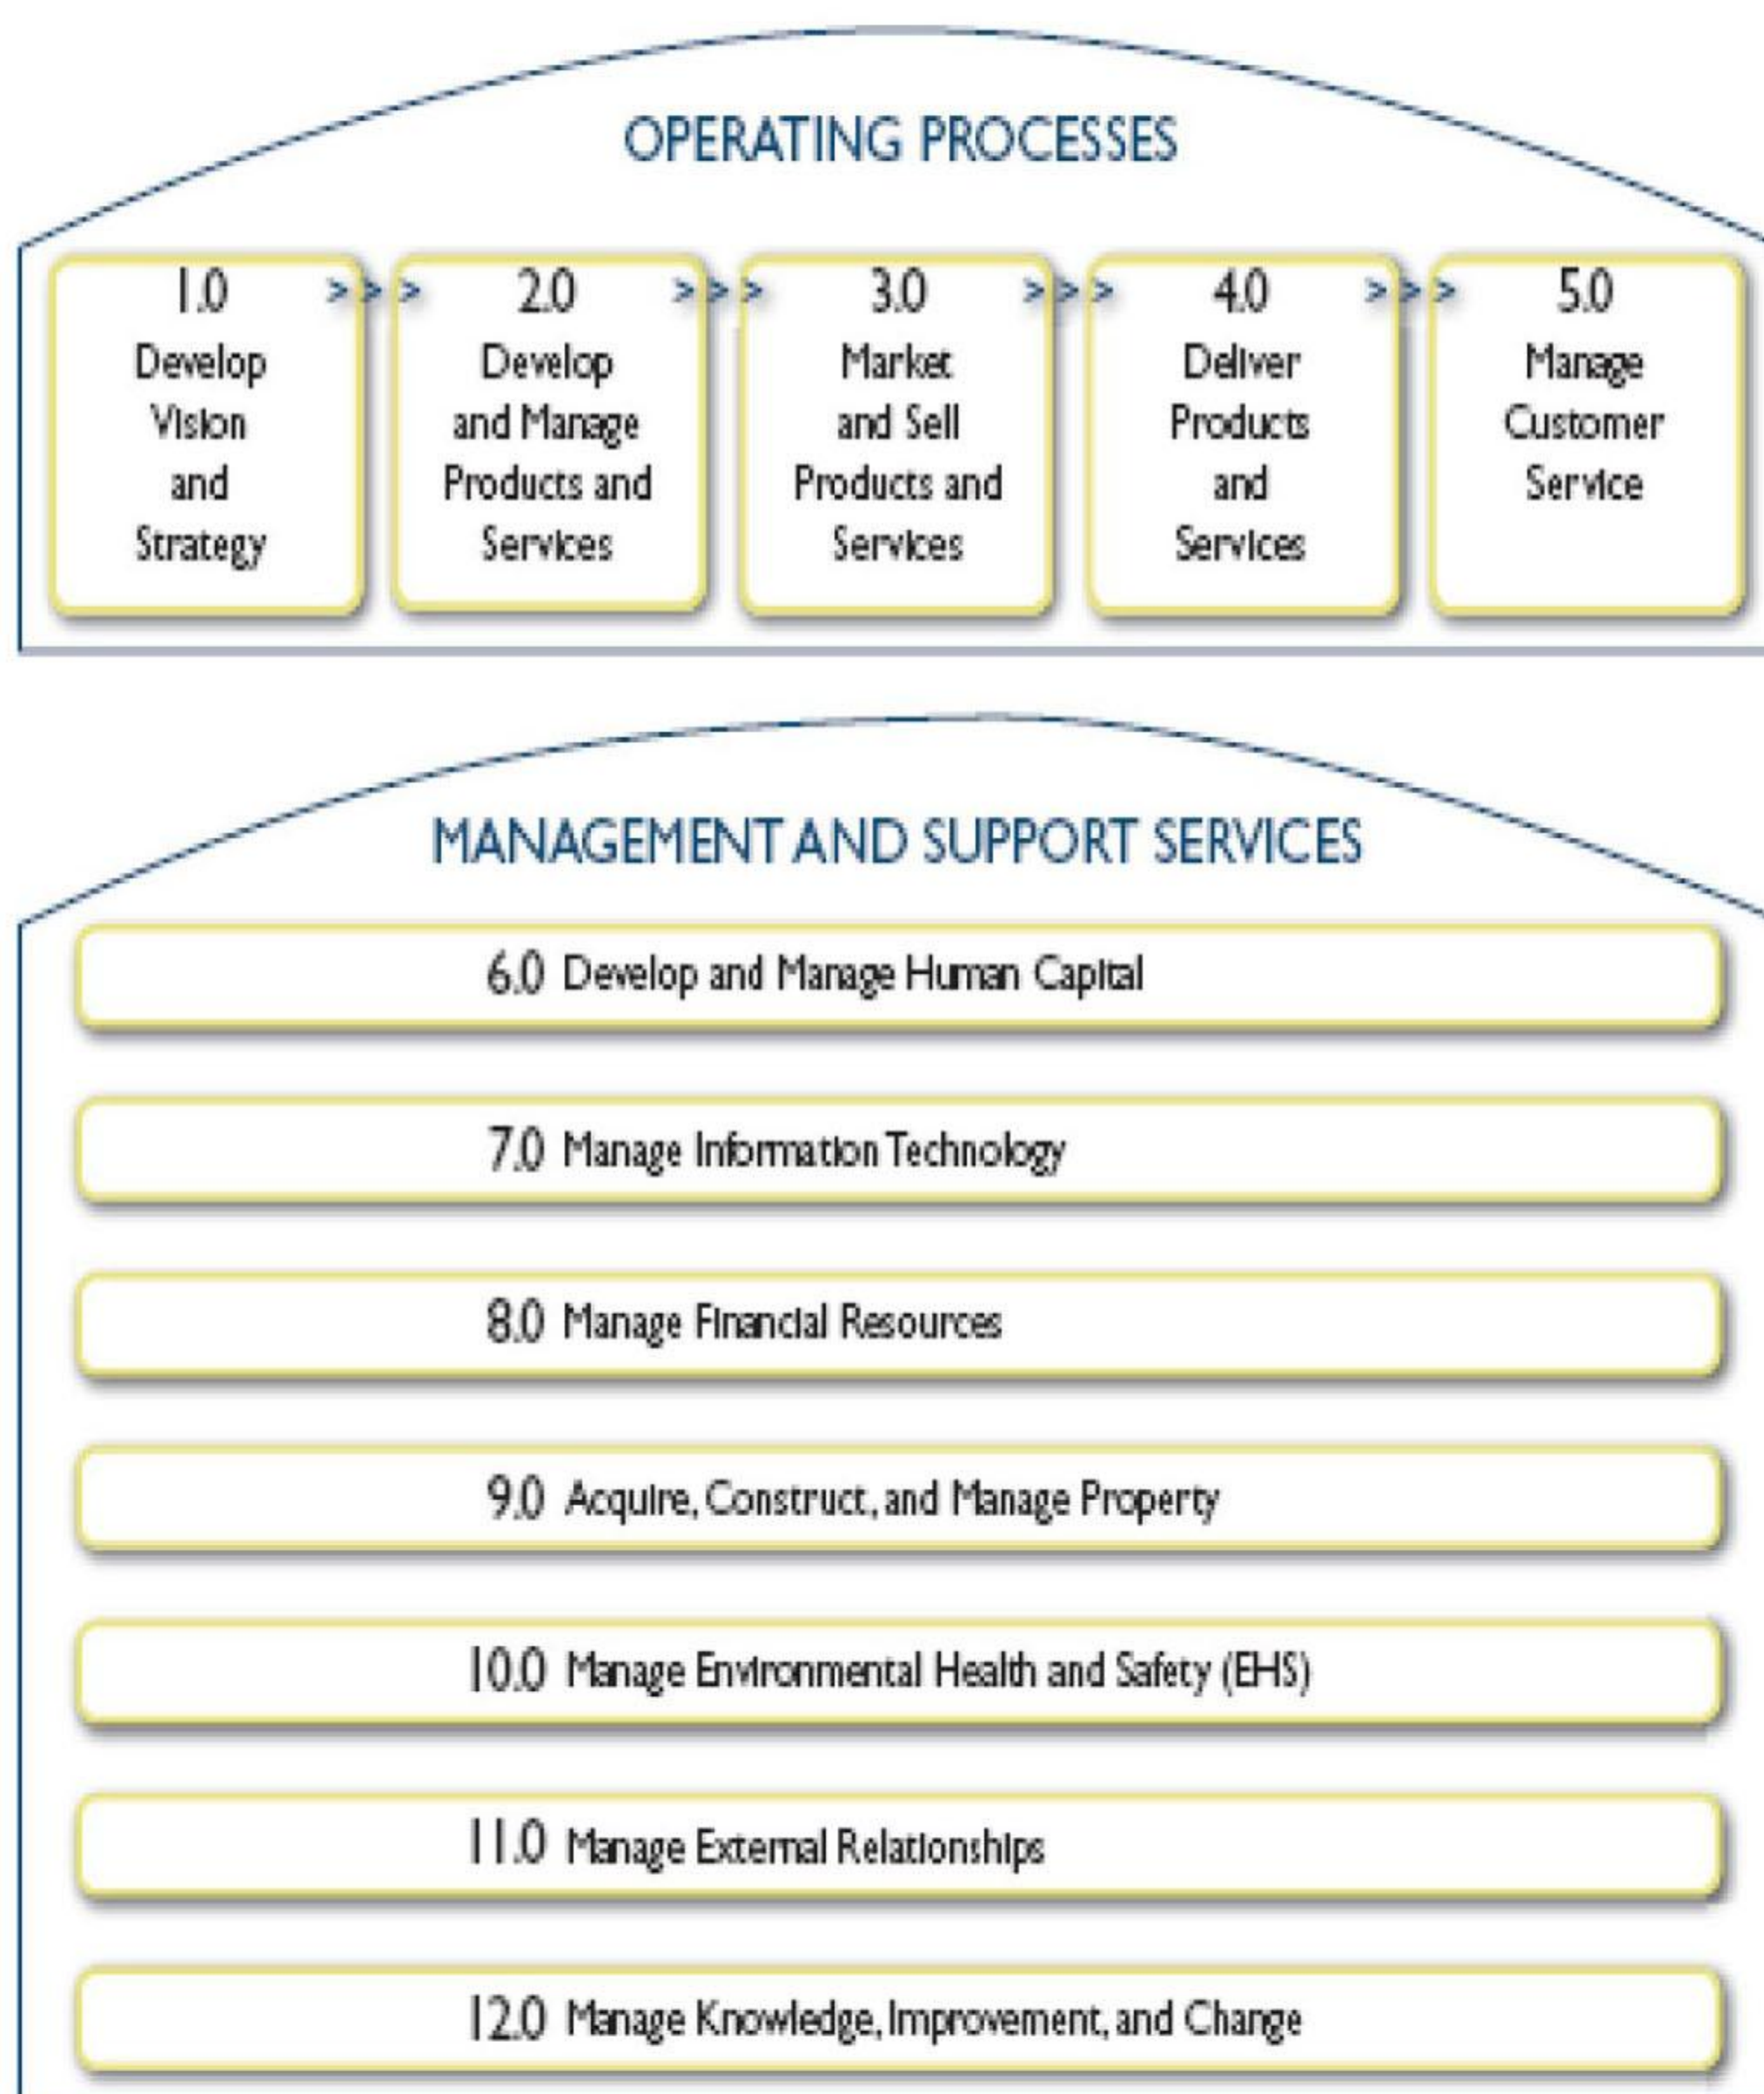 OPERATING PROCESSES
1.0 >>> 2.0 >>> 3.0 >>> 4.0 >>> 5.0
Develop
Vision
and
Strategy
Develop
and Manage
Products and
Services
Market
and Sell
Products and
Services
Deliver
Products
and
Services
Manage
Customer
Service
MANAGEMENT AND SUPPORT SERVICES
6.0 Develop and Manage Human Capital
7.0 Manage Information Technology
8.0 Manage Financial Resources
9.0 Acquire, Construct, and Manage Property
10.0 Manage Environmental Health and Safety (EHS)
11.0 Manage External Relationships
12.0 Manage Knowledge, Improvement, and Change